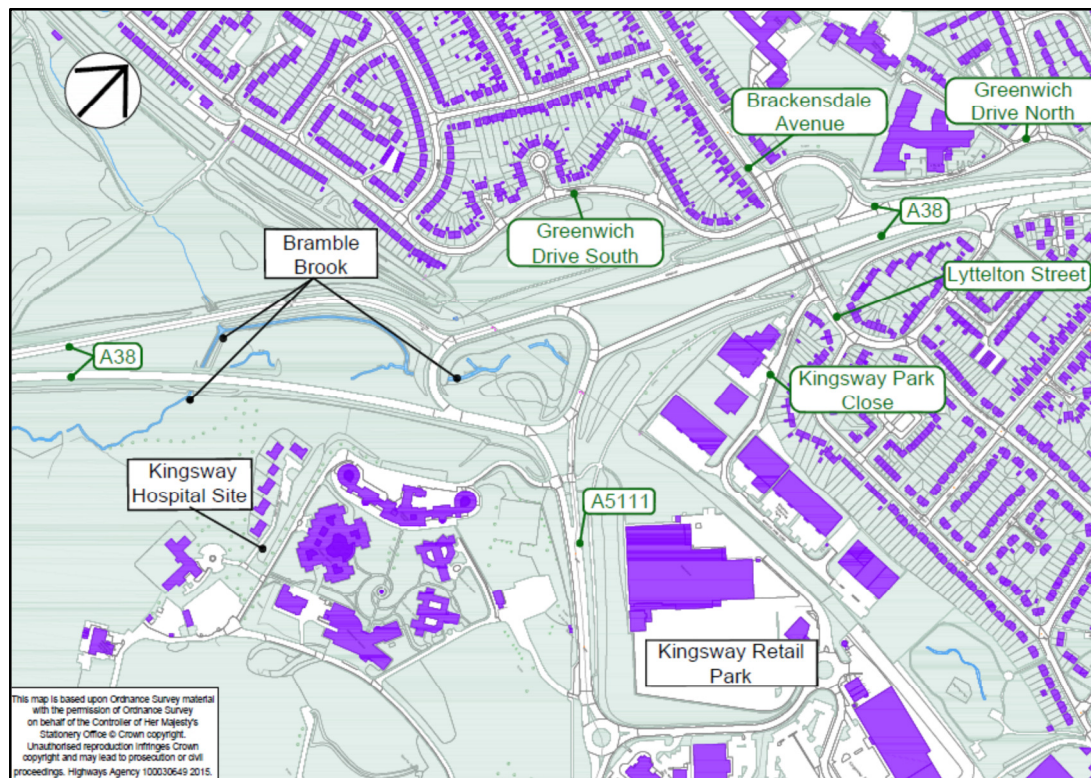 Brackensdale
Avenue
Greenwich
Drive North
A38
Greenwich
Drive South
Bramble
Brook
Lyttelton Street
A38
Kingsway Park
Close
Kingsway
Hospital Site
A5111
Kingsway Retail
Park
This map is based upon Ordnance Survey material
with the permission of Ordnance Survey
on behalf of the Controller of Her Majesty's
Stationery Office © Crown copyright.
Unauthorised reproduction infringes Crown
copyright and may lead to prosecution or civil
proceedings. Highways Agency 100030649 2015.